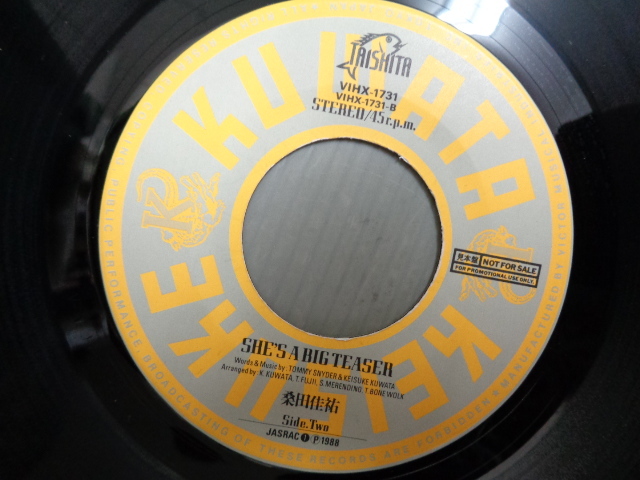 TAISHITA
VIHX-1731
VIHX-1731-B
STEREO/45 r.p.m.
KUWATA
KEISUKE
K
見本盤 NOT FOR SALE
FOR PROMOTIONAL USE ONLY.
SHE'S A BIG TEASER
Words & Music by: TOMMY SNYDER & KEISUKE KUWATA
Arranged by: K. KUWATA, T. FUJII, S. MERENDINO, T-BONE WOLK
桑田佳祐
Side. Two
JASRAC Ⓟ 1988
PUBLIC PERFORMANCE BROADCASTING OF THESE RECORDS ARE FORBIDDEN
MANUFACTURED BY VICTOR